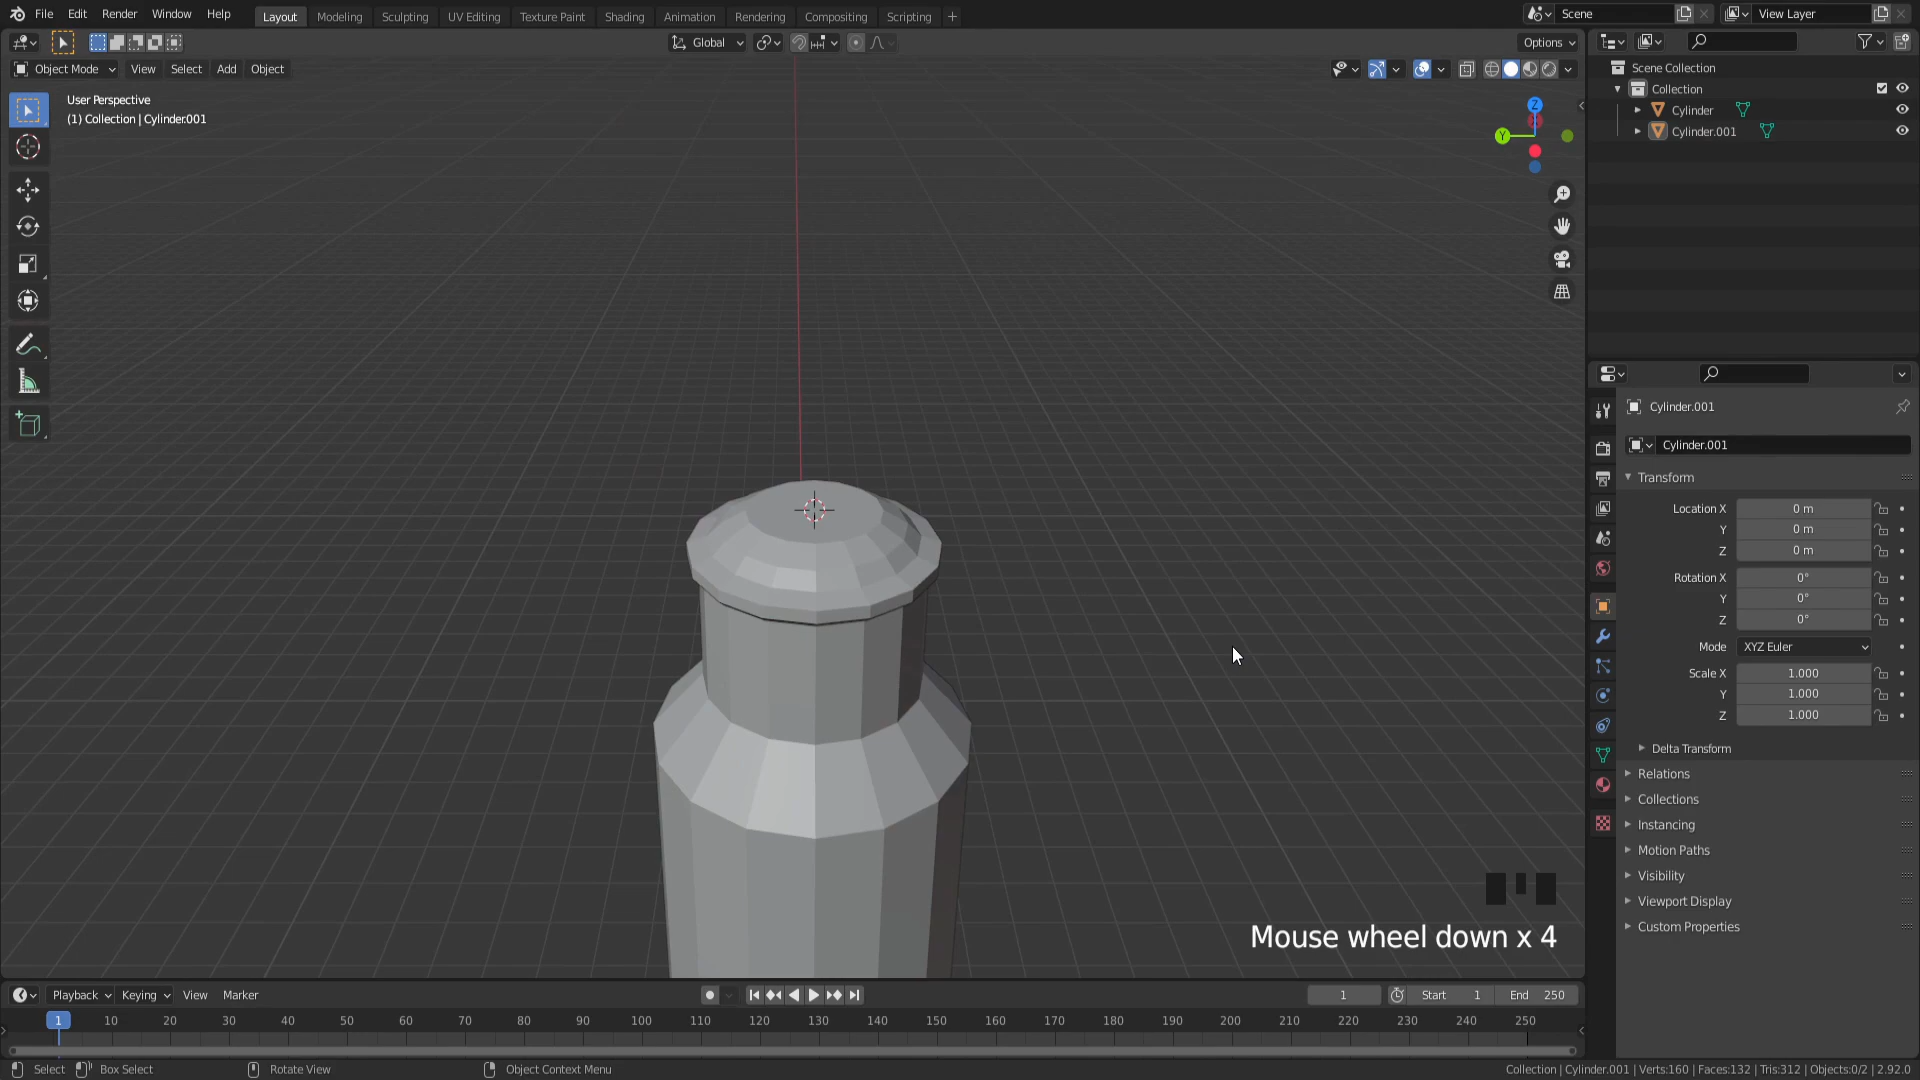 File Edit Render Window Help Layout Modeling Sculpting UV Editing Texture Paint Shading Animation Rendering Compositing Scripting + Scene View Layer
Global Options
Object Mode View Select Add Object
User Perspective
(1) Collection | Cylinder.001
Z
Y
Scene Collection
Collection
Cylinder
Cylinder.001
Cylinder.001
Cylinder.001
Transform
Location X 0 m
Y 0 m
Z 0 m
Rotation X 0°
Y 0°
Z 0°
Mode XYZ Euler
Scale X 1.000
Y 1.000
Z 1.000
Delta Transform
Relations
Collections
Instancing
Motion Paths
Visibility
Viewport Display
Custom Properties
Mouse wheel down x 4
Playback Keying View Marker 1 Start 1 End 250
1 10 20 30 40 50 60 70 80 90 100 110 120 130 140 150 160 170 180 190 200 210 220 230 240 250
Select Box Select Rotate View Object Context Menu Collection | Cylinder.001 | Verts:160 | Faces:132 | Tris:312 | Objects:0/2 | 2.92.0